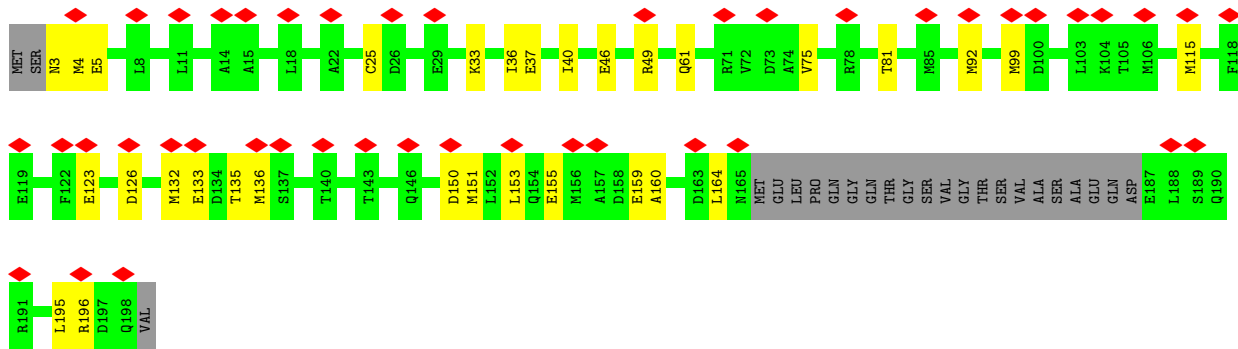 MET SER N3 M4 E5 L8 L11 A14 A15 L18 A22 C25 D26 E29 K33 I36 E37 I40 E46 R49 Q61 R71 V72 D73 A74 V75 R78 T81 M85 M92 M99 D100 L103 K104 T105 M106 M115 F118
E119 F122 E123 D126 M132 E133 D134 T135 M136 S137 T140 T143 Q146 D150 M151 L152 L153 Q154 E155 M156 A157 D158 E159 A160 D163 L164 N165 MET GLU LEU PRO GLN GLY GLN THR GLY SER VAL GLY THR SER VAL ALA SER ALA GLU GLN ASP E187 L188 S189 Q190
R191 L195 R196 D197 Q198 VAL